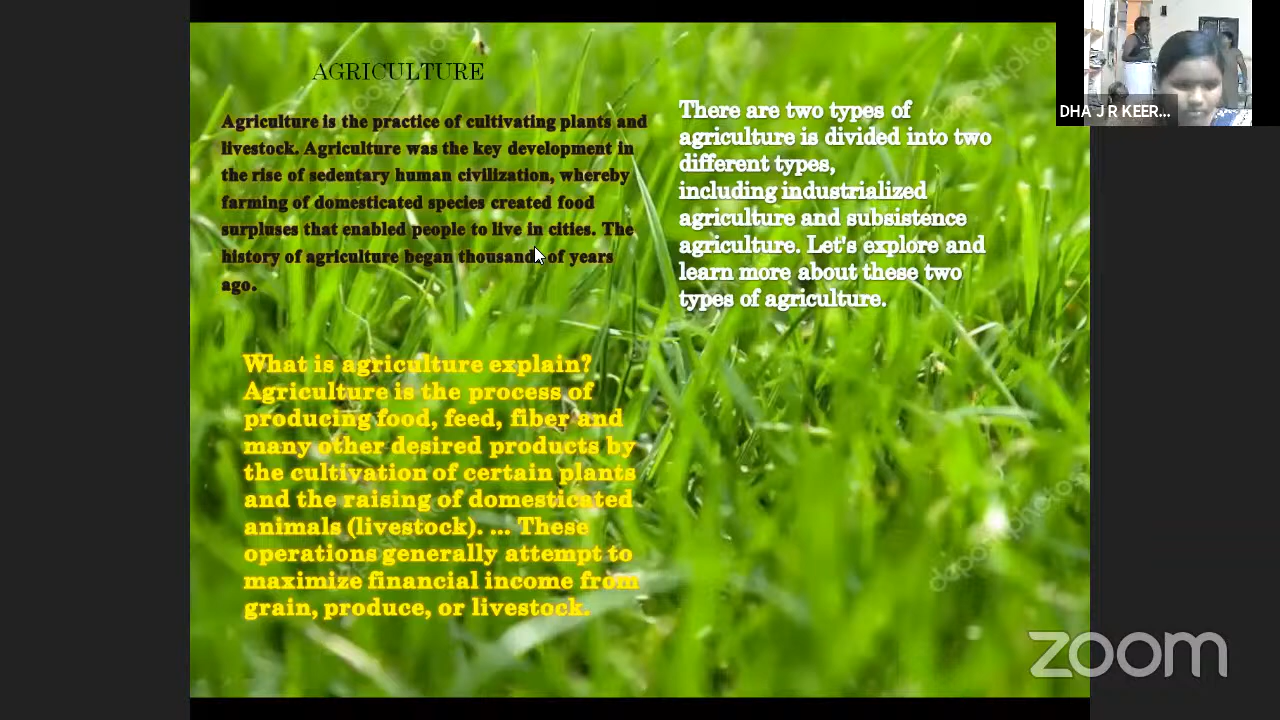 AGRICULTURE
Agriculture is the practice of cultivating plants and
livestock. Agriculture was the key development in
the rise of sedentary human civilization, whereby
farming of domesticated species created food
surpluses that enabled people to live in cities. The
history of agriculture began thousands of years
ago.
There are two types of
agriculture is divided into two
different types,
including industrialized
agriculture and subsistence
agriculture. Let's explore and
learn more about these two
types of agriculture.
What is agriculture explain?
Agriculture is the process of
producing food, feed, fiber and
many other desired products by
the cultivation of certain plants
and the raising of domesticated
animals (livestock). ... These
operations generally attempt to
maximize financial income from
grain, produce, or livestock.
DHA J R KEER...
zoom
depositphotos